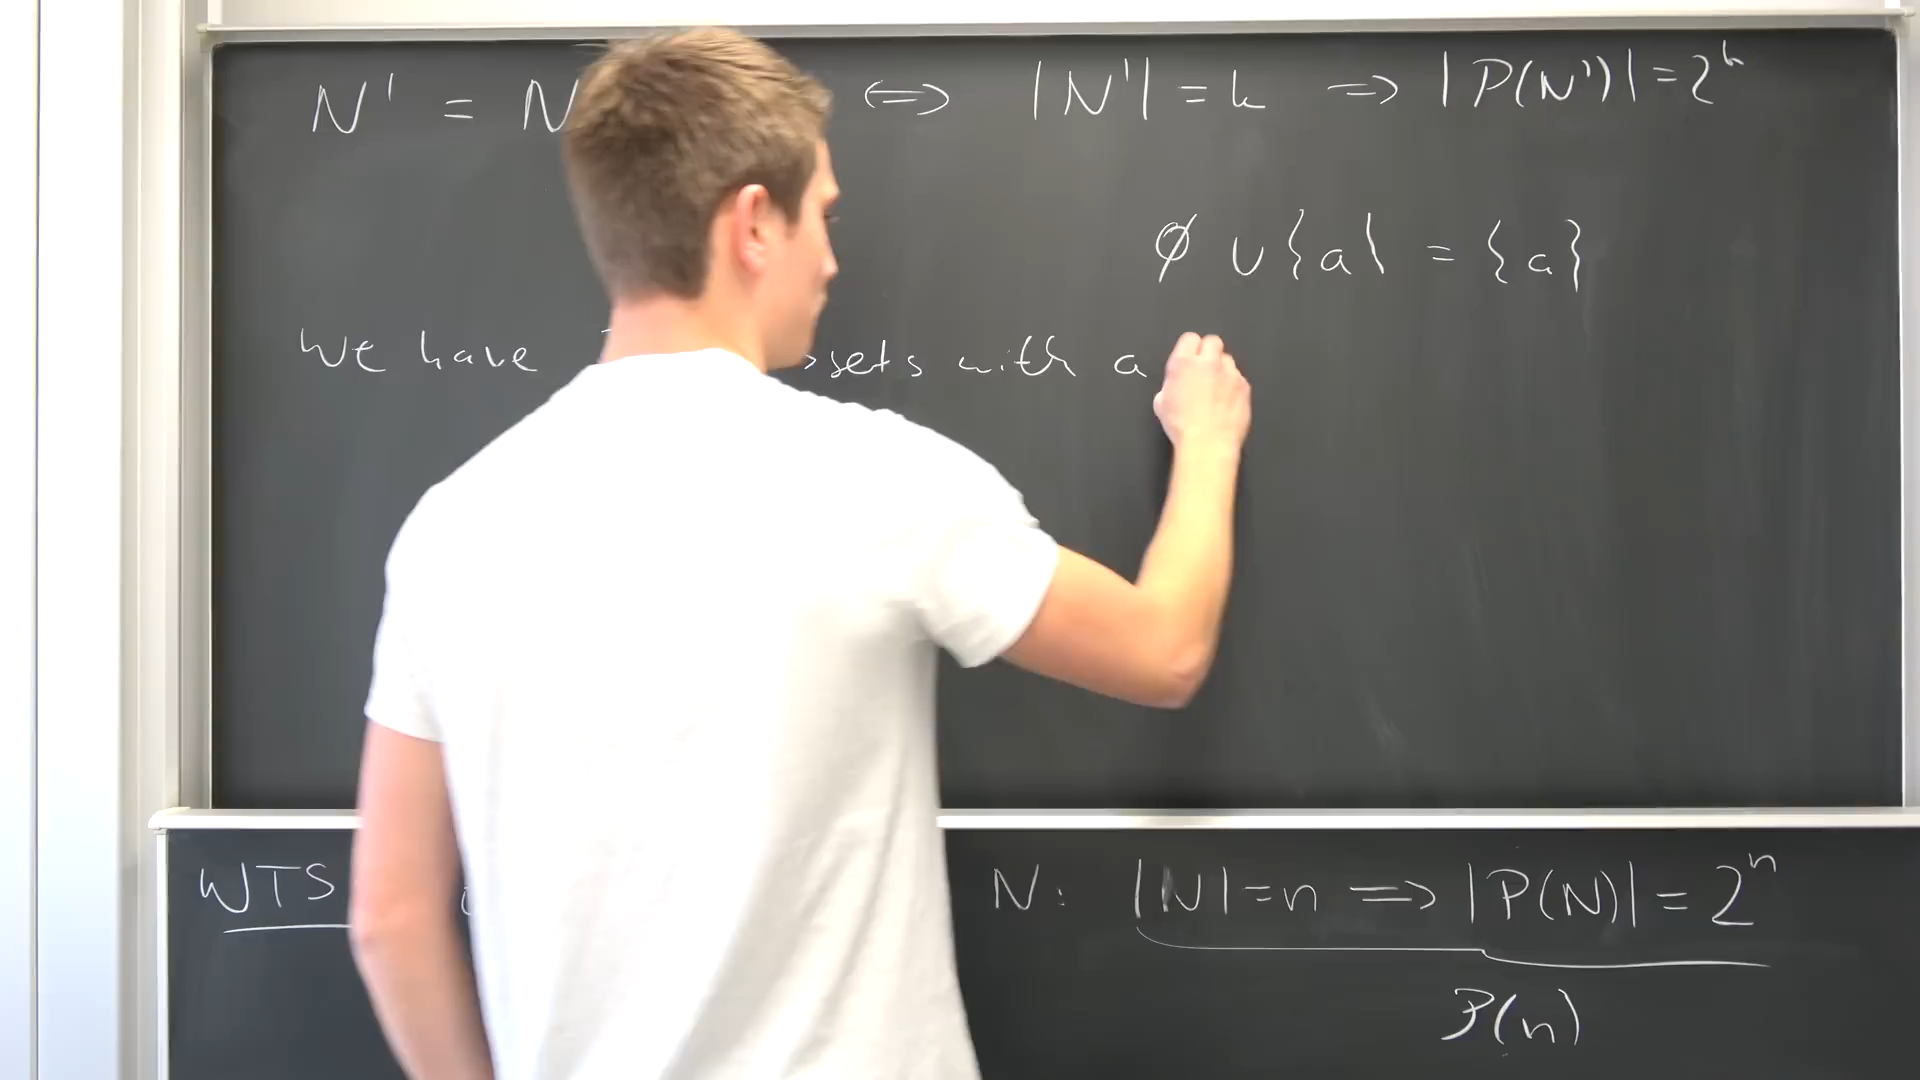 N' = N ⇔ |N'| = k ⇒ |P(N')| = 2^k
∅ ∪ {a} = {a}
We have sets with a
WTS N: |N| = n ⇒ |P(N)| = 2^n
P(n)